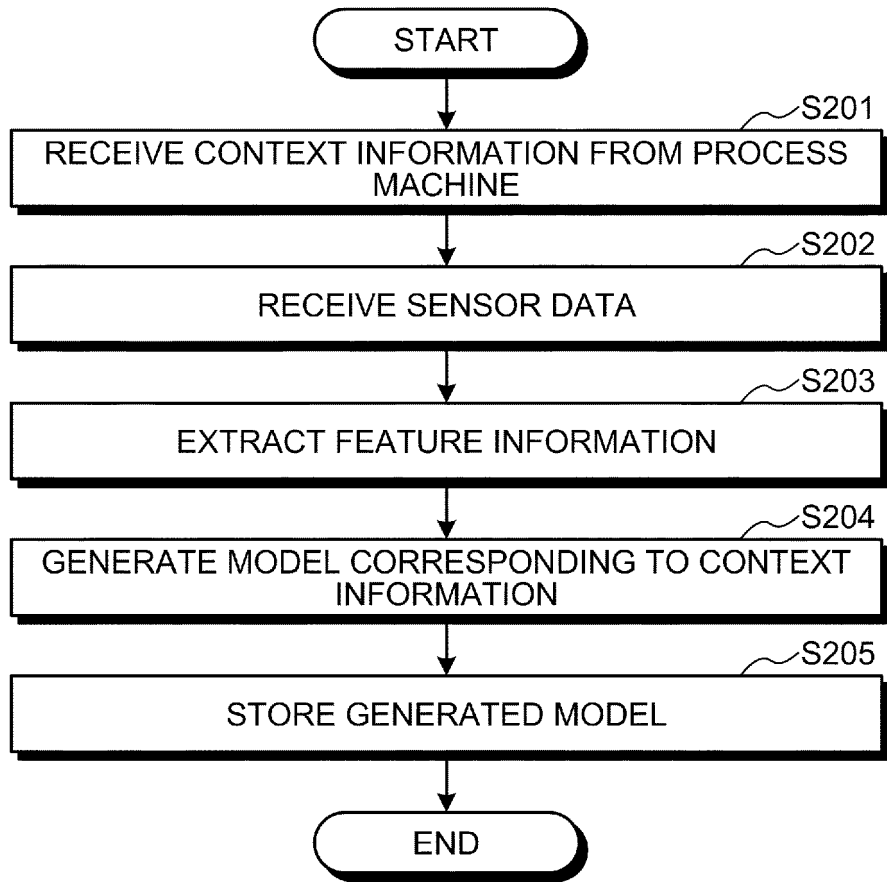 START
S201
RECEIVE CONTEXT INFORMATION FROM PROCESS
MACHINE
S202
RECEIVE SENSOR DATA
S203
EXTRACT FEATURE INFORMATION
S204
GENERATE MODEL CORRESPONDING TO CONTEXT
INFORMATION
S205
STORE GENERATED MODEL
END